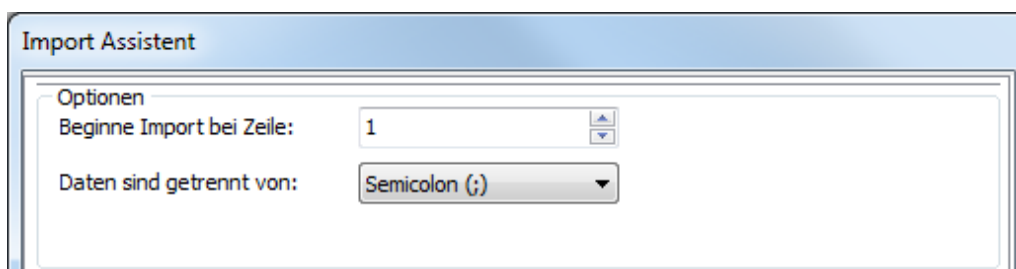 Import Assistent
Optionen
Beginne Import bei Zeile: 1
Daten sind getrennt von: Semicolon (;)